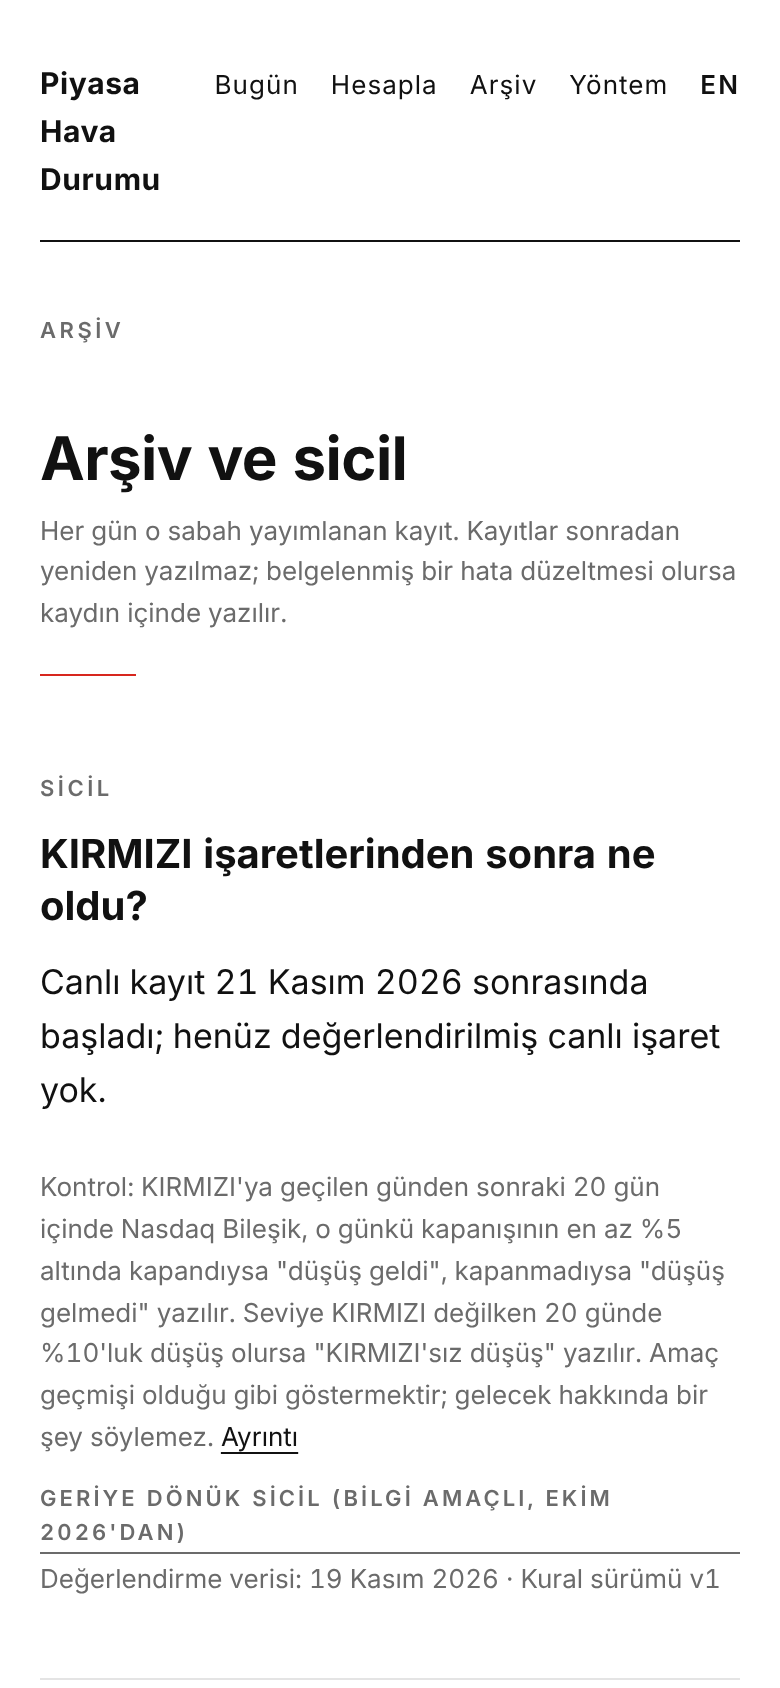 Piyasa Hava Durumu
Bugün Hesapla Arşiv Yöntem EN
ARŞİV
Arşiv ve sicil
Her gün o sabah yayımlanan kayıt. Kayıtlar sonradan
yeniden yazılmaz; belgelenmiş bir hata düzeltmesi olursa
kaydın içinde yazılır.
SİCİL
KIRMIZI işaretlerinden sonra ne
oldu?
Canlı kayıt 21 Kasım 2026 sonrasında
başladı; henüz değerlendirilmiş canlı işaret
yok.
Kontrol: KIRMIZI'ya geçilen günden sonraki 20 gün
içinde Nasdaq Bileşik, o günkü kapanışının en az %5
altında kapandıysa "düşüş geldi", kapanmadıysa "düşüş
gelmedi" yazılır. Seviye KIRMIZI değilken 20 günde
%10'luk düşüş olursa "KIRMIZI'sız düşüş" yazılır. Amaç
geçmişi olduğu gibi göstermektir; gelecek hakkında bir
şey söylemez. Ayrıntı
GERİYE DÖNÜK SİCİL (BİLGİ AMAÇLI, EKİM
2026'DAN)
Değerlendirme verisi: 19 Kasım 2026 · Kural sürümü v1